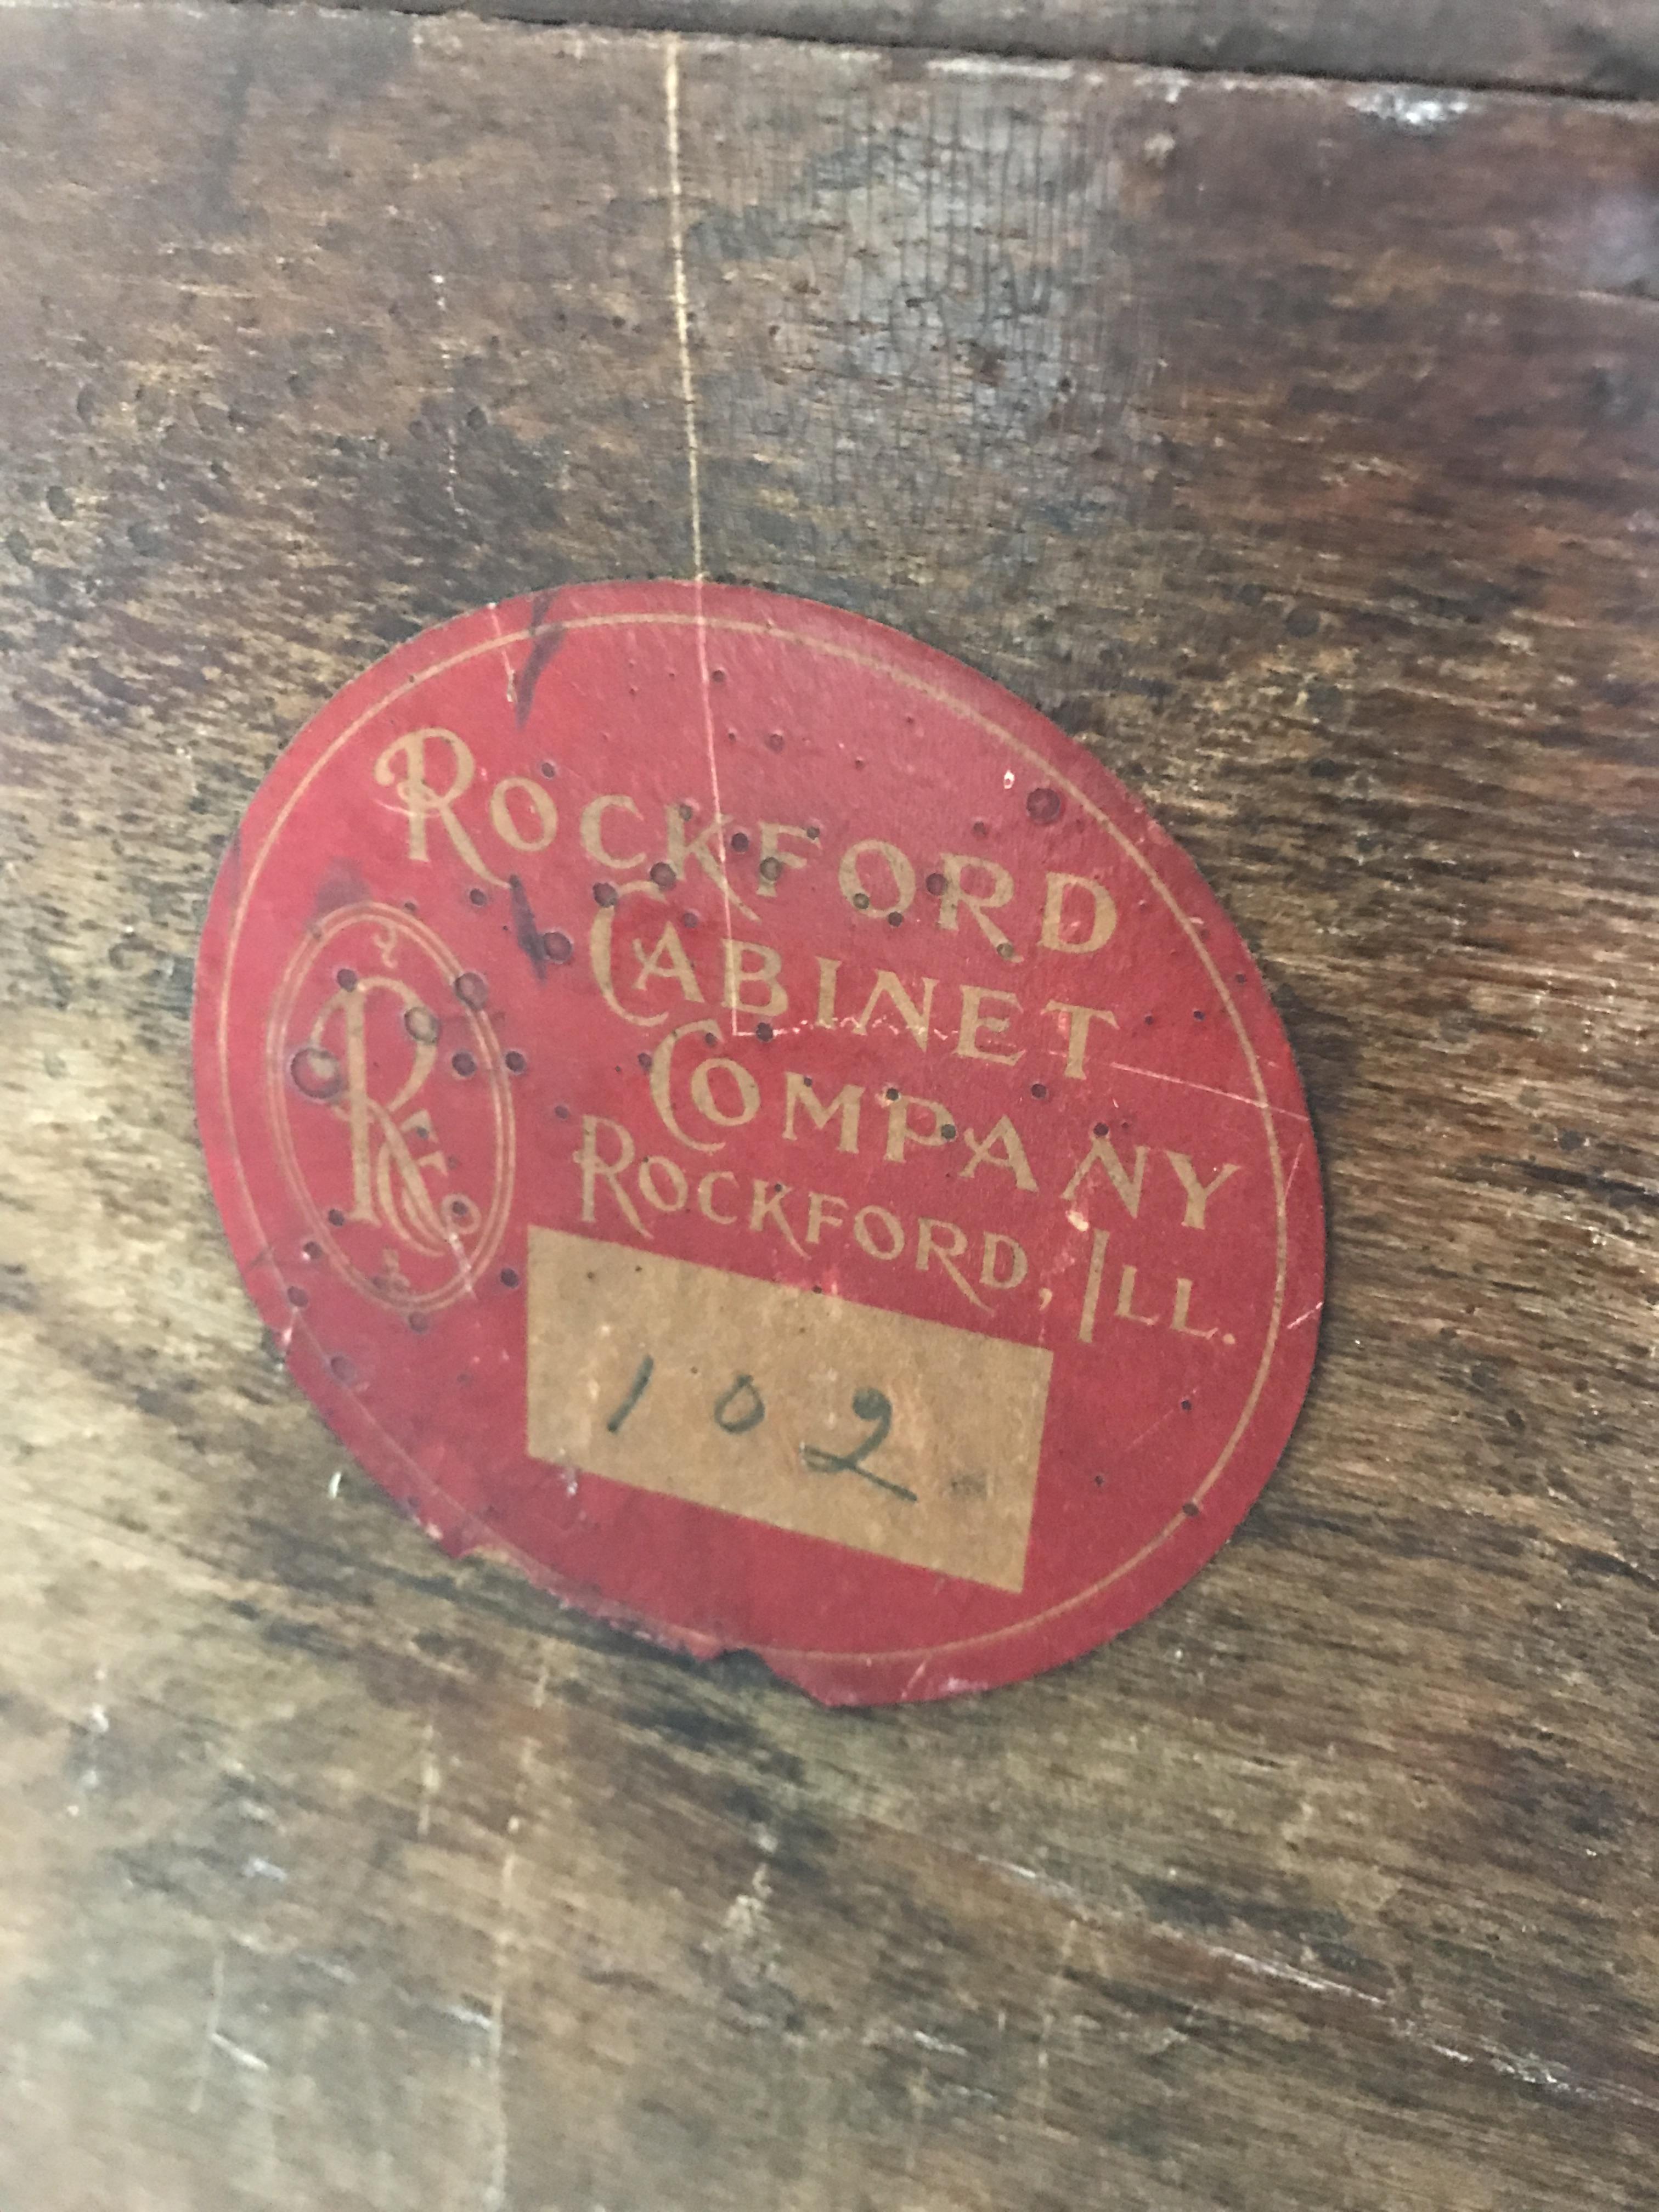 ROCKFORD
CABINET
COMPANY
ROCKFORD, ILL.
102